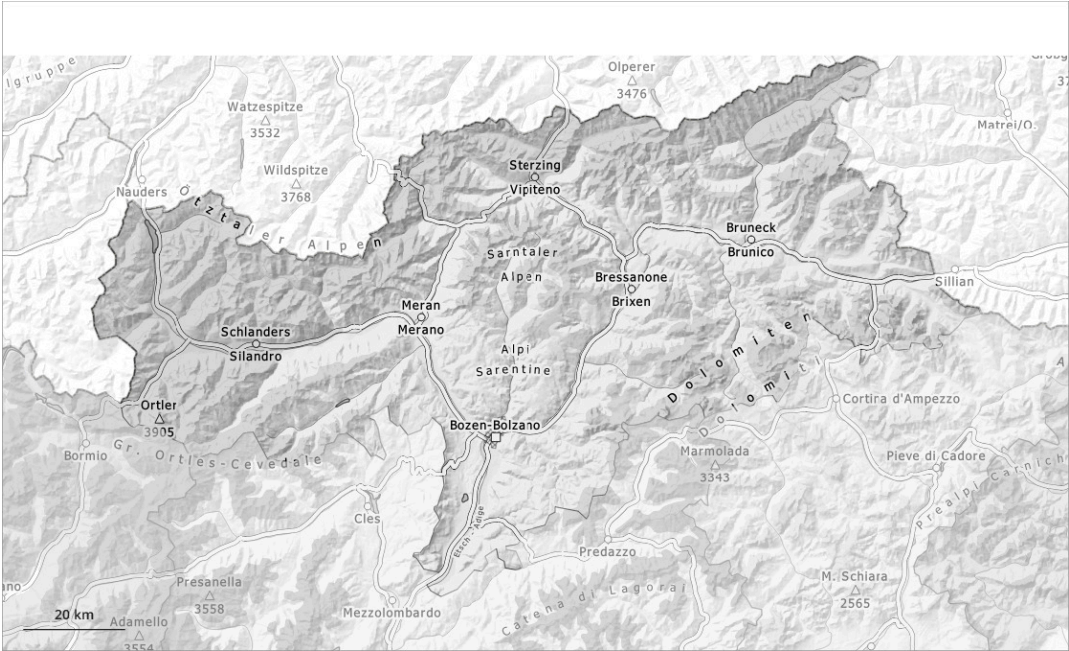 lgruppe
Olperer
3476
Watzespitze
3532
Matrei/O.
Sterzing
Vipiteno
Wildspitze
3768
Nauders
Ötztaler Alpen
Bruneck
Brunico
Sarntaler
Alpen
Bressanone
Brixen
Sillian
Meran
Merano
Schlanders
Silandro
Dolomiten
Alpi
Sarentine
Dolomiti
Ortler
3905
Cortina d'Ampezzo
Bozen-Bolzano
Gr. Ortles-Cevedale
Bormio
Marmolada
3343
Pieve di Cadore
Prealpi Carnich
Cles
Etsch - Adige
Predazzo
Presanella
3558
M. Schiara
2565
ano
Catena di Lagorai
Mezzolombardo
20 km
Adamello
3554